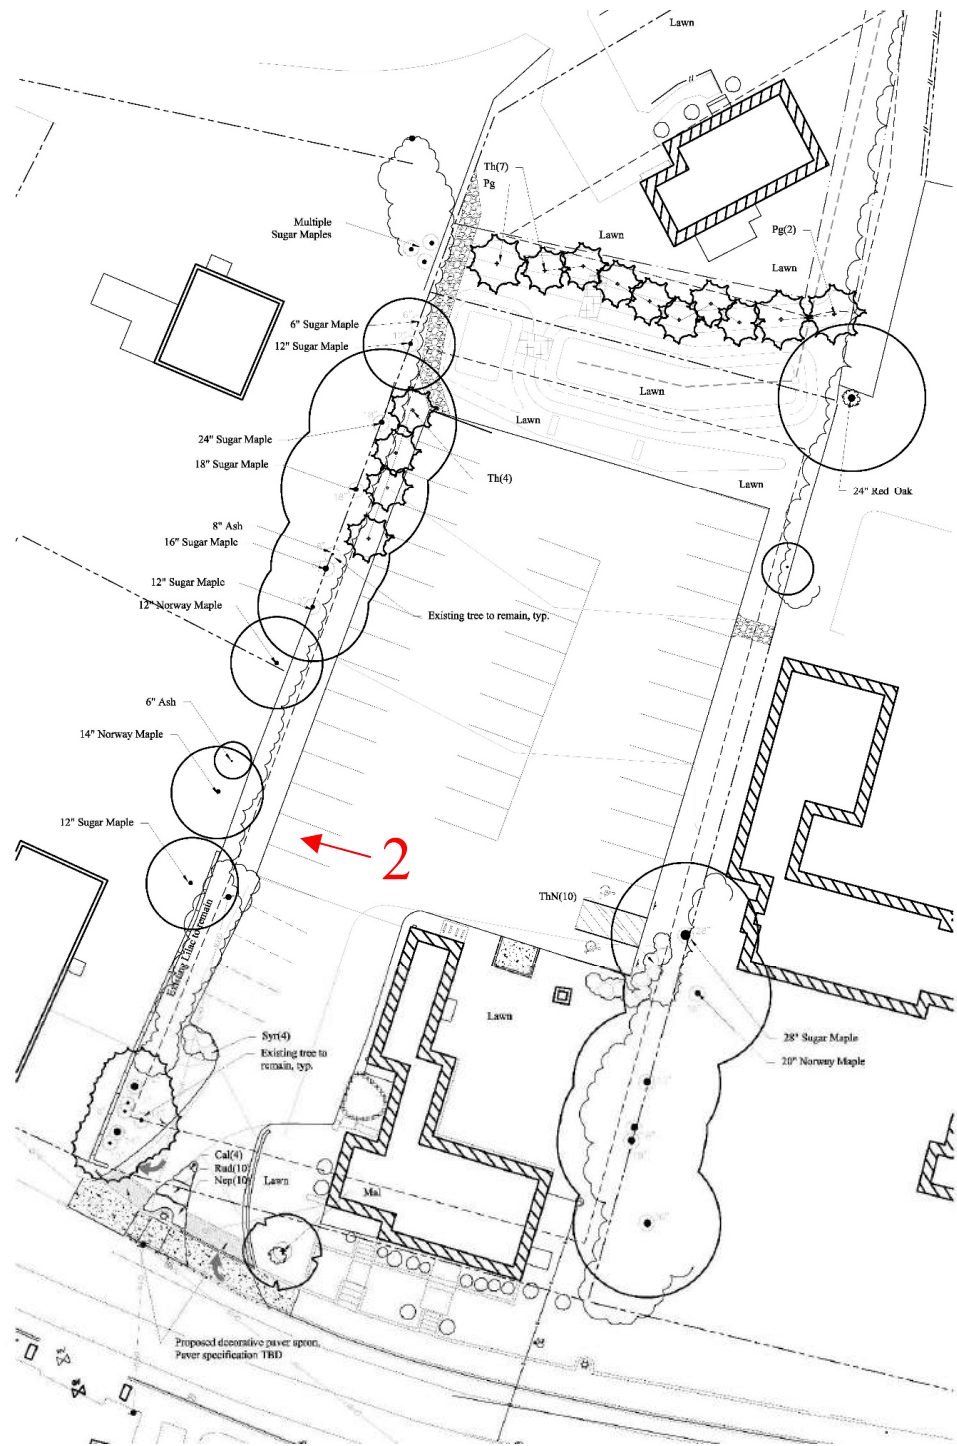 Lawn
Th(7)
Pg
Multiple
Sugar Maples
Lawn
Pg(2)
Lawn
6" Sugar Maple
12" Sugar Maple
Lawn
Lawn
24" Sugar Maple
18" Sugar Maple
Th(4)
Lawn
24" Red Oak
8" Ash
16" Sugar Maple
12" Sugar Maple
12" Norway Maple
Existing tree to remain, typ.
6" Ash
14" Norway Maple
12" Sugar Maple
2
ThN(10)
Existing Lilac to remain
Lawn
Syr(4)
Existing tree to
remain, typ.
28" Sugar Maple
20" Norway Maple
Cal(4)
Rud(10)
Nep(10)
Lawn
Mal
Proposed decorative paver apron,
Paver specification TBD